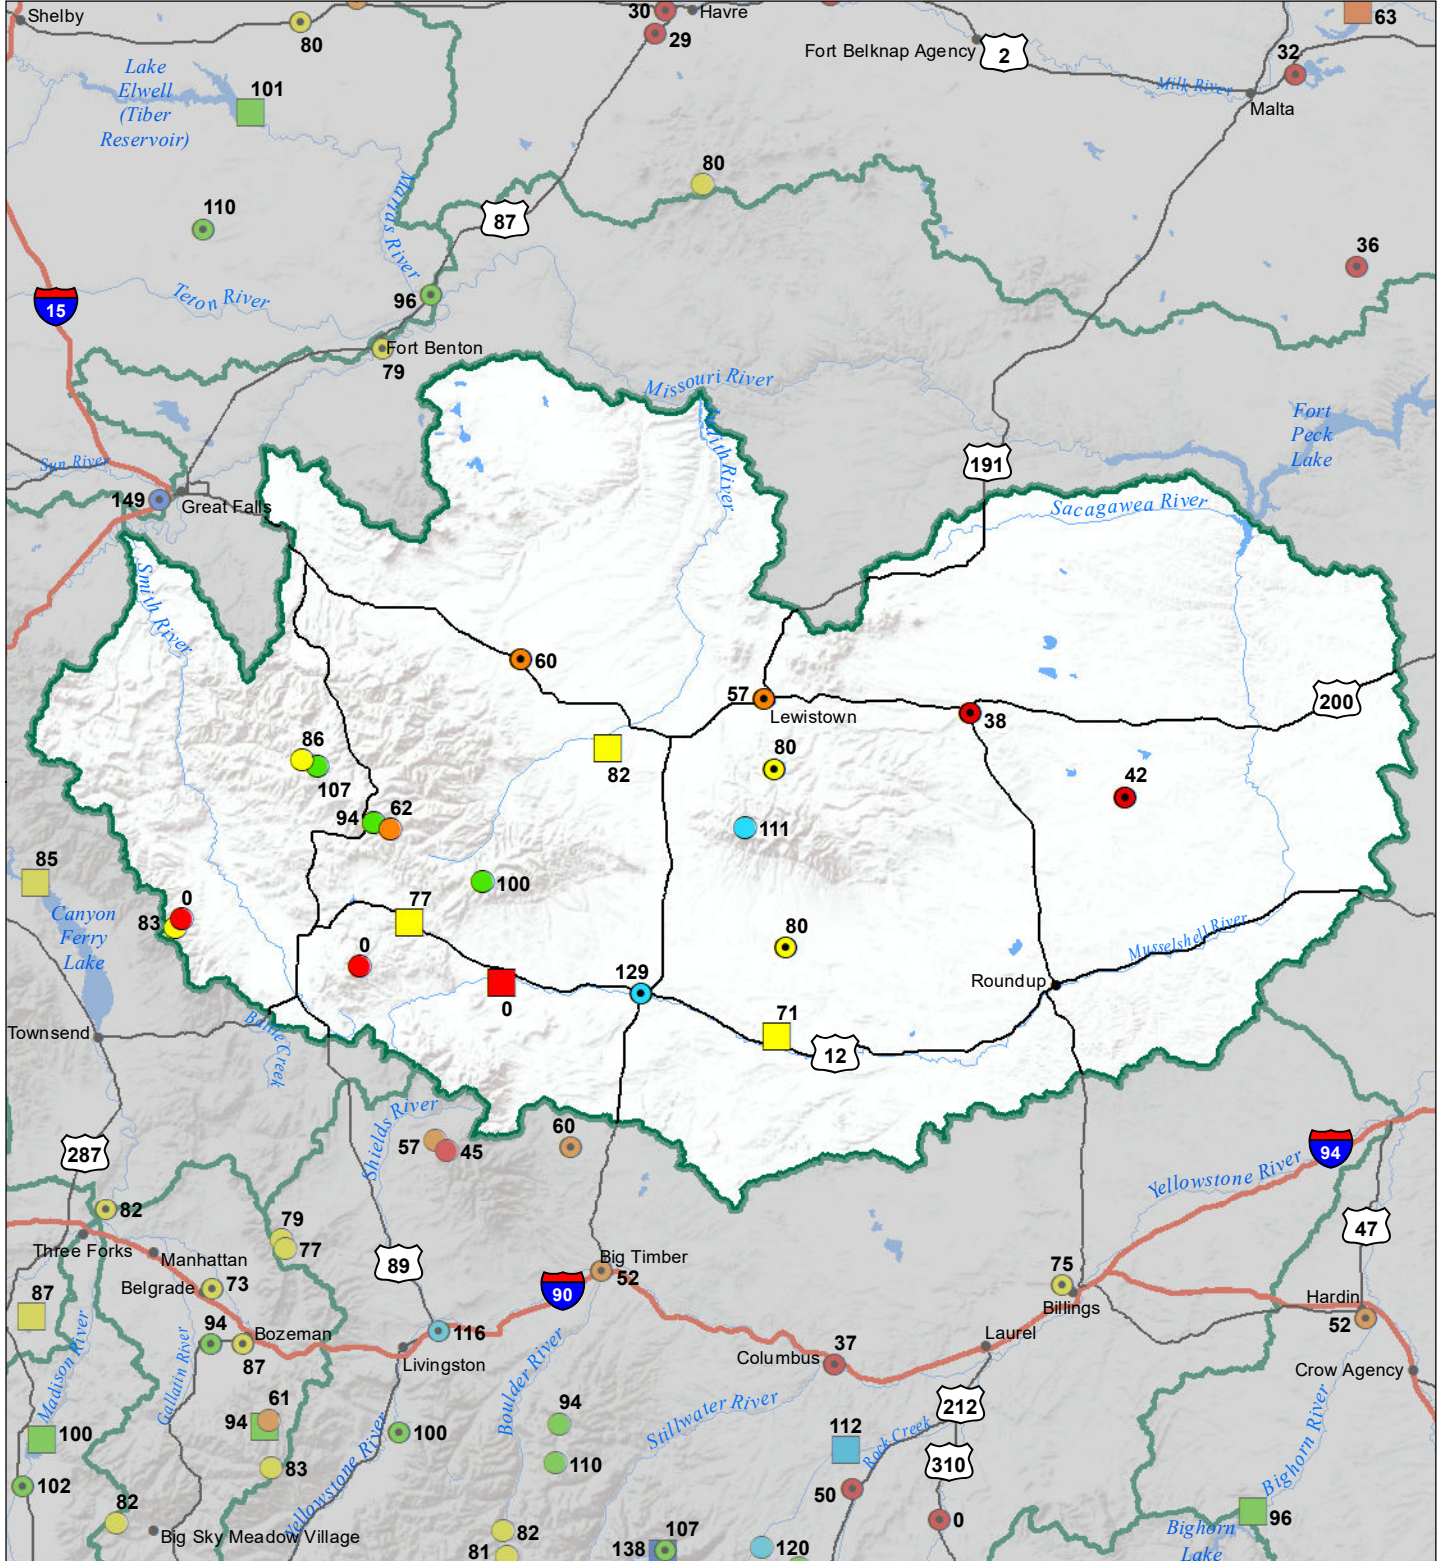 Shelby
80
30
Havre
29
63
Fort Belknap Agency
2
32
Milk River
Malta
Lake
Elwell
(Tiber
Reservoir)
101
Marias River
110
80
87
36
15
Teton River
96
Fort Benton
79
Missouri River
Judith River
Fort
Peck
Lake
Sun River
149
Great Falls
191
Sacagawea River
Smith River
60
57
Lewistown
38
200
86
107
82
80
42
94
62
111
85
Canyon
Ferry
Lake
0
83
77
100
0
80
Musselshell River
129
0
Roundup
71
12
Townsend
Battle Creek
287
Shields River
57
45
60
94
Yellowstone River
82
79
77
Three Forks
Manhattan
Belgrade
73
89
Big Timber
52
90
47
75
Billings
Hardin
52
87
94
Bozeman
87
116
Livingston
Laurel
Columbus
37
Crow Agency
Madison River
Gallatin River
Boulder River
61
94
100
94
Stillwater River
212
112
Rock Creek
Bighorn River
100
110
310
83
102
50
Yellowstone River
82
Big Sky Meadow Village
82
81
107
138
120
0
96
Bighorn
Lake